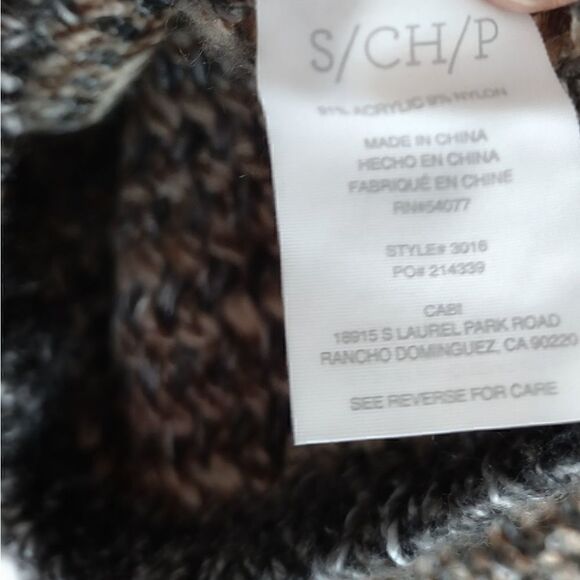 S/CH/P
91% ACRYLIC 9% NYLON
MADE IN CHINA
HECHO EN CHINA
FABRIQUÉ EN CHINE
RN#54077
STYLE# 3016
PO# 214339
CABI
18915 S LAUREL PARK ROAD
RANCHO DOMINGUEZ, CA 90220
SEE REVERSE FOR CARE